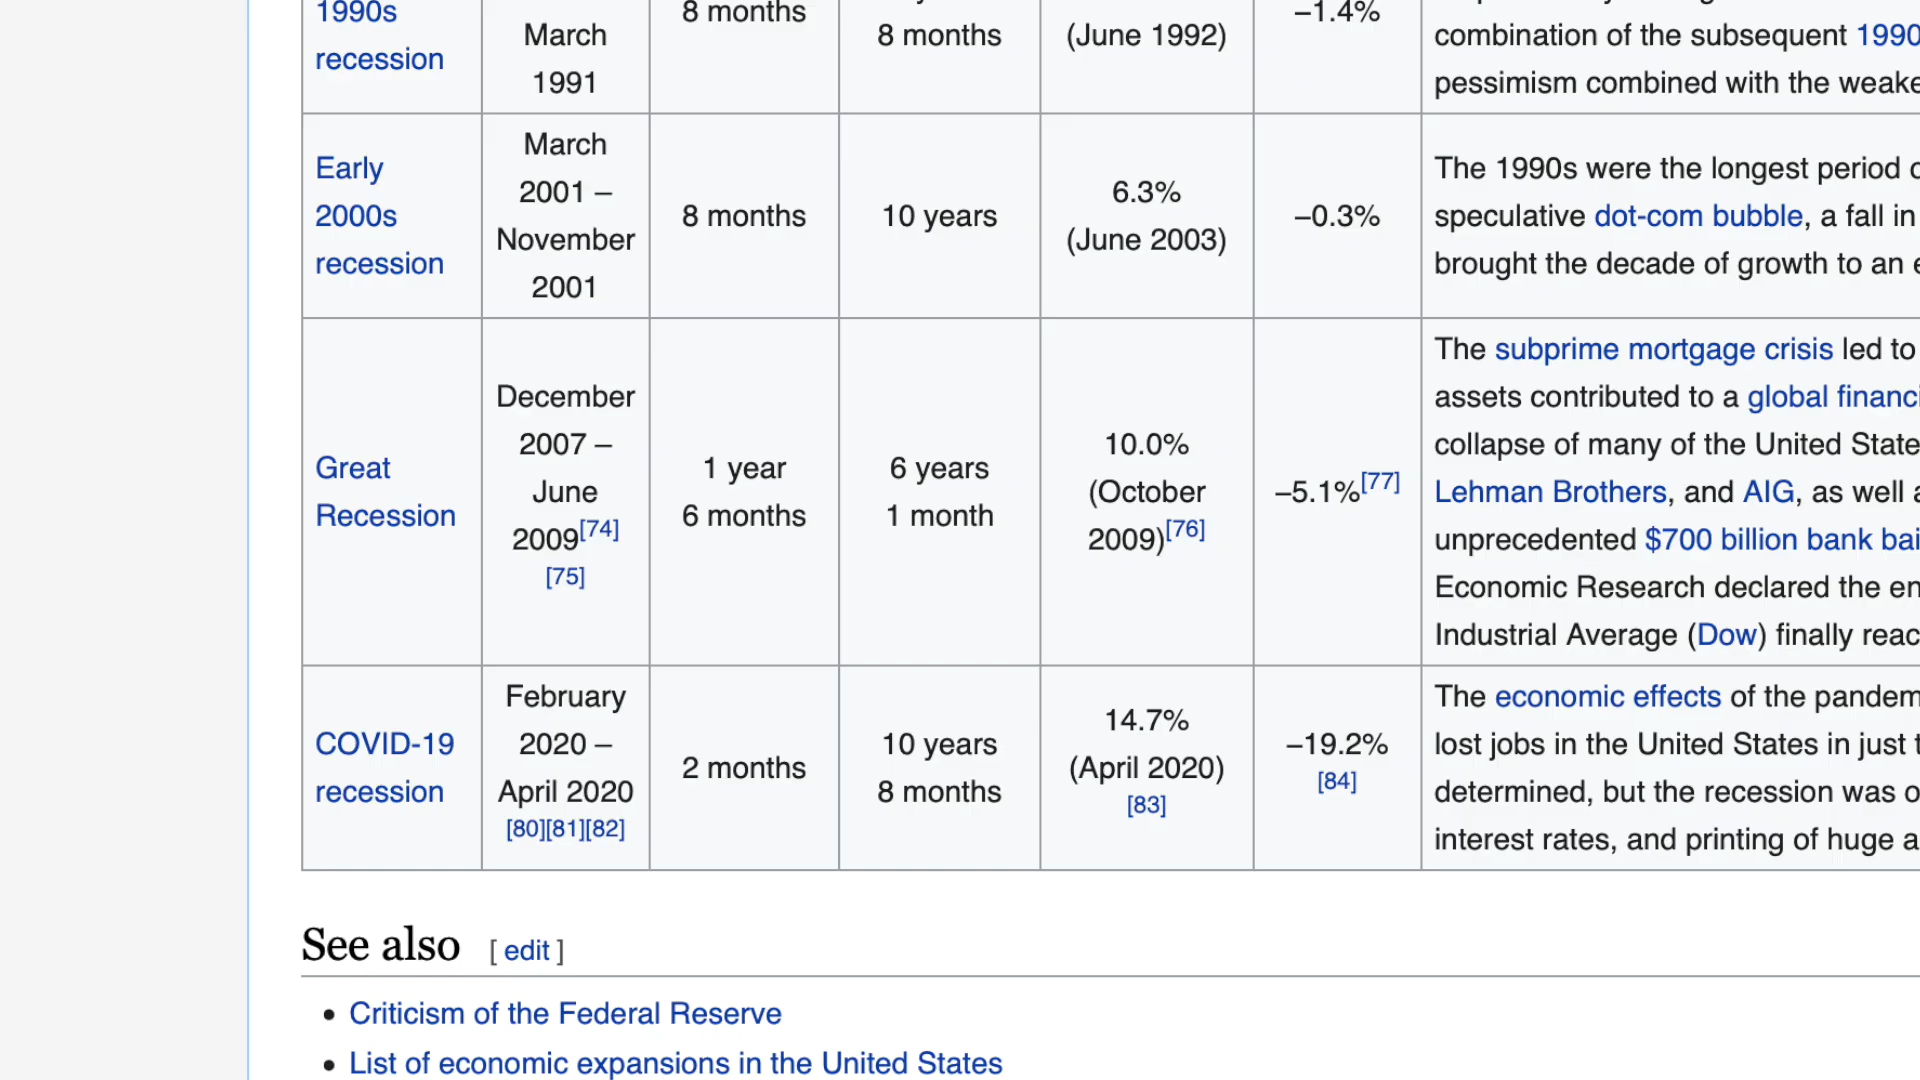 1990s
recession
March
1991
8 months
8 months
(June 1992)
–1.4%
combination of the subsequent 1990
pessimism combined with the weake
Early
2000s
recession
March
2001 –
November
2001
8 months
10 years
6.3%
(June 2003)
–0.3%
The 1990s were the longest period
speculative dot-com bubble, a fall in
brought the decade of growth to an
Great
Recession
December
2007 –
June
2009[74]
[75]
1 year
6 months
6 years
1 month
10.0%
(October
2009)[76]
–5.1%[77]
The subprime mortgage crisis led to
assets contributed to a global financi
collapse of many of the United State
Lehman Brothers, and AIG, as well
unprecedented $700 billion bank bai
Economic Research declared the en
Industrial Average (Dow) finally reac
COVID-19
recession
February
2020 –
April 2020
[80][81][82]
2 months
10 years
8 months
14.7%
(April 2020)
[83]
–19.2%
[84]
The economic effects of the pandem
lost jobs in the United States in just
determined, but the recession was
interest rates, and printing of huge a
See also [ edit ]
• Criticism of the Federal Reserve
• List of economic expansions in the United States